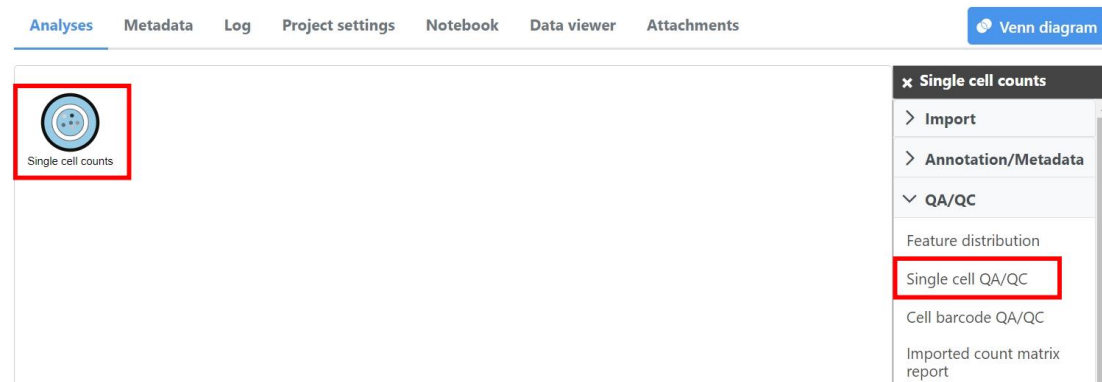 Analyses Metadata Log Project settings Notebook Data viewer Attachments Venn diagram
Single cell counts
Single cell counts
Import
Annotation/Metadata
QA/QC
Feature distribution
Single cell QA/QC
Cell barcode QA/QC
Imported count matrix
report